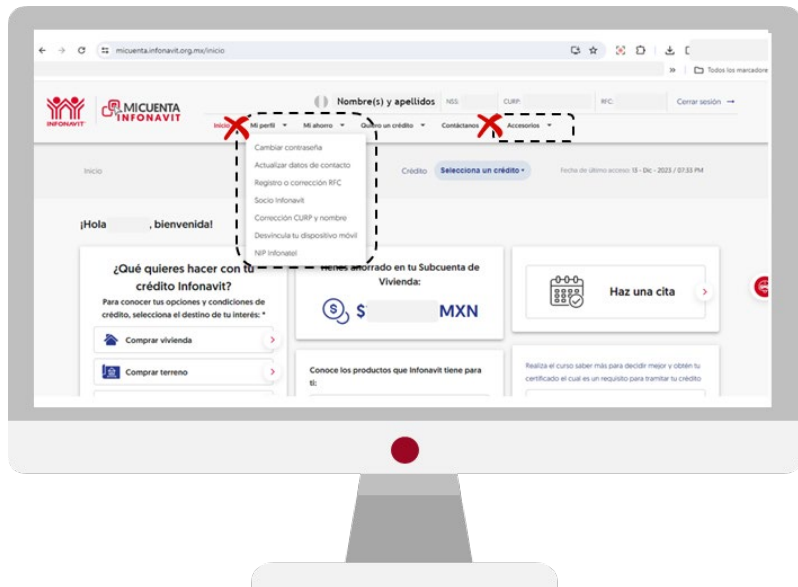 micuenta.infonavit.org.mx/inicio
Todos los marcadore
INFONAVIT
MICUENTA
INFONAVIT
Nombre(s) y apellidos
NSS:
CURP:
RFC:
Cerrar sesión
Inicio
Mi perfil
Mi ahorro
Quiero un crédito
Contáctanos
Accesorios
Cambiar contraseña
Actualizar datos de contacto
Registro o corrección RFC
Socio Infonavit
Corrección CURP y nombre
Desvincula tu dispositivo móvil
NIP Infonatel
Inicio
Crédito
Selecciona un crédito
Fecha de último acceso: 13 - Dic - 2023 / 07:33 PM
¡Hola , bienvenida!
¿Qué quieres hacer con tu
crédito Infonavit?
Para conocer tus opciones y condiciones de
crédito, selecciona el destino de tu interés: *
Comprar vivienda
Comprar terreno
ahorrado en tu Subcuenta de
Vivienda:
$ MXN
Conoce los productos que Infonavit tiene para
ti:
Haz una cita
Realiza el curso saber más para decidir mejor y obtén tu
certificado el cual es un requisito para tramitar tu crédito